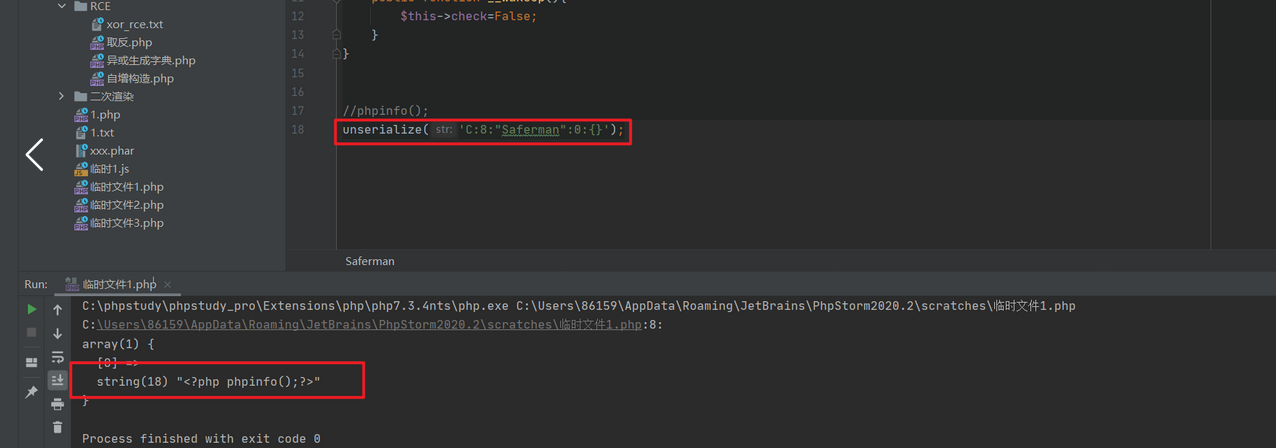 RCE
xor_rce.txt
取反.php
异或生成字典.php
自增构造.php
二次渲染
1.php
1.txt
xxx.phar
临时1.js
临时文件1.php
临时文件2.php
临时文件3.php
12 $this->check=False;
13 }
14 }
15
16
17 //phpinfo();
18 unserialize( str: 'C:8:"Saferman":0:{}');
Saferman
Run: 临时文件1.php
C:\phpstudy\phpstudy_pro\Extensions\php\php7.3.4nts\php.exe C:\Users\86159\AppData\Roaming\JetBrains\PhpStorm2020.2\scratches\临时文件1.php
C:\Users\86159\AppData\Roaming\JetBrains\PhpStorm2020.2\scratches\临时文件1.php:8:
array(1) {
[0] =>
string(18) "<?php phpinfo();?>"
}
Process finished with exit code 0